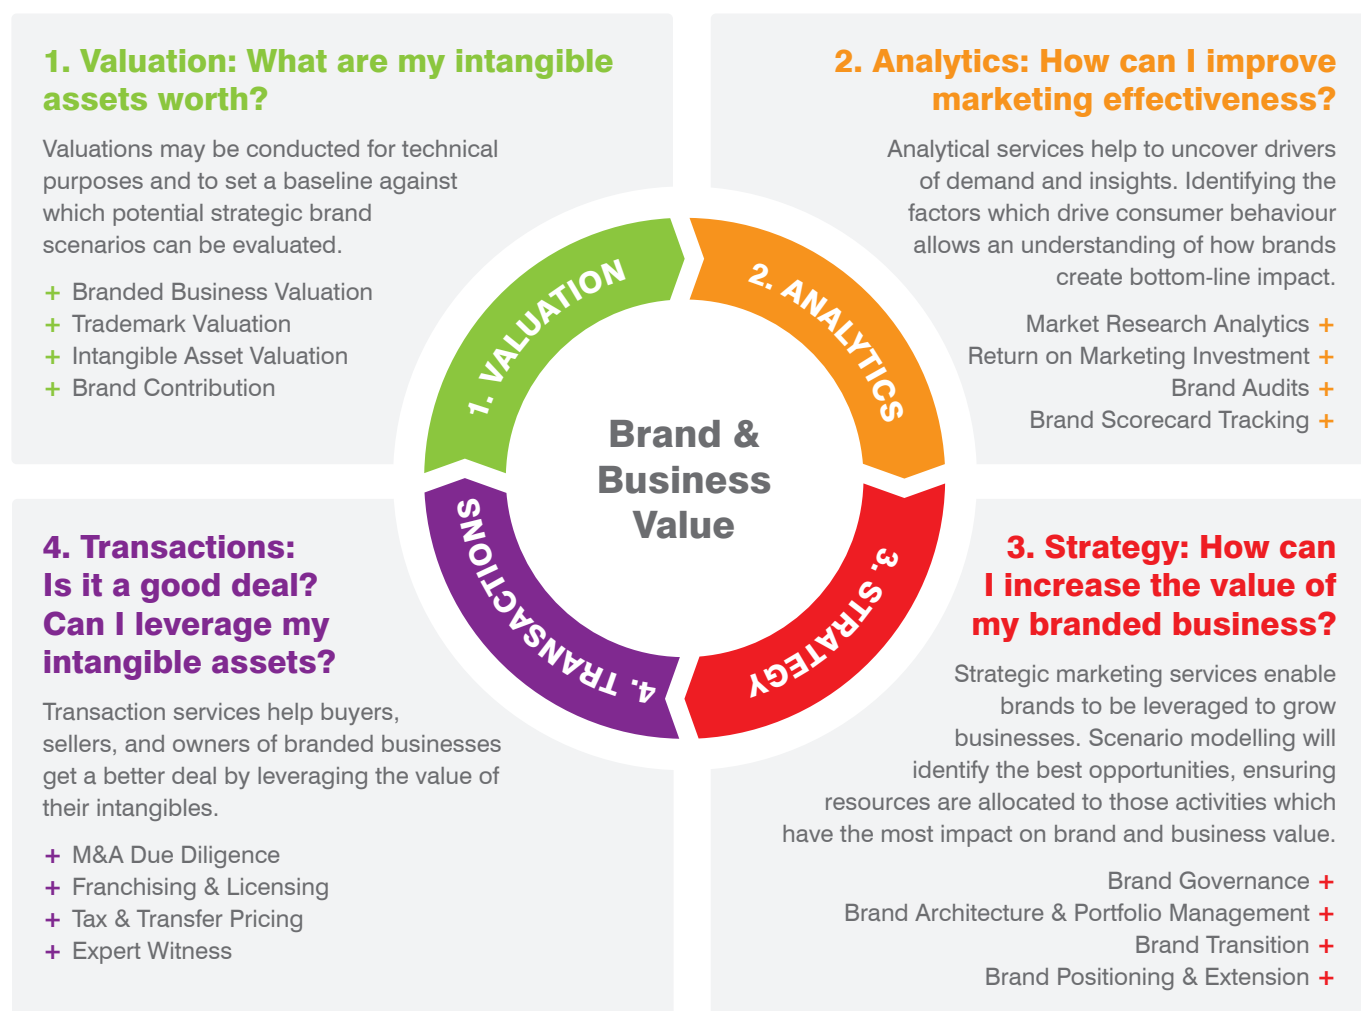 1. Valuation: What are my intangible
assets worth?
Valuations may be conducted for technical
purposes and to set a baseline against
which potential strategic brand
scenarios can be evaluated.
+ Branded Business Valuation
+ Trademark Valuation
+ Intangible Asset Valuation
+ Brand Contribution
2. Analytics: How can I improve
marketing effectiveness?
Analytical services help to uncover drivers
of demand and insights. Identifying the
factors which drive consumer behaviour
allows an understanding of how brands
create bottom-line impact.
Market Research Analytics +
Return on Marketing Investment +
Brand Audits +
Brand Scorecard Tracking +
1. VALUATION
2. ANALYTICS
Brand &
Business
Value
3. STRATEGY
4. TRANSACTIONS
4. Transactions:
Is it a good deal?
Can I leverage my
intangible assets?
Transaction services help buyers,
sellers, and owners of branded businesses
get a better deal by leveraging the value of
their intangibles.
+ M&A Due Diligence
+ Franchising & Licensing
+ Tax & Transfer Pricing
+ Expert Witness
3. Strategy: How can
I increase the value of
my branded business?
Strategic marketing services enable
brands to be leveraged to grow
businesses. Scenario modelling will
identify the best opportunities, ensuring
resources are allocated to those activities which
have the most impact on brand and business value.
Brand Governance +
Brand Architecture & Portfolio Management +
Brand Transition +
Brand Positioning & Extension +